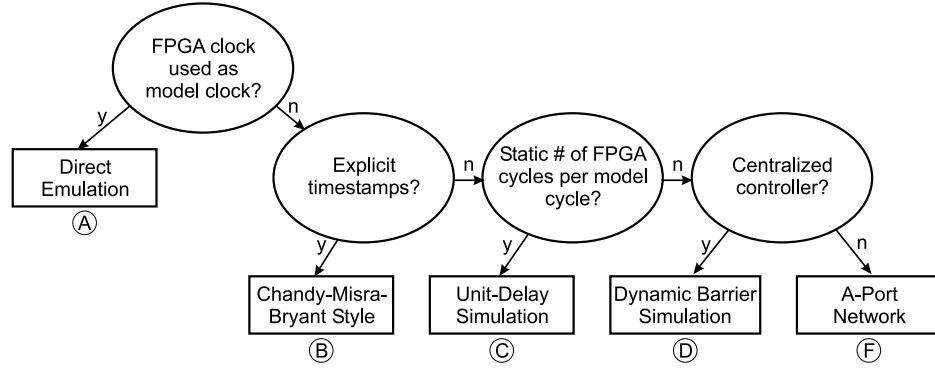 FPGA clock
used as
model clock?
y
n
Direct
Emulation
A
Explicit
timestamps?
n
Static # of FPGA
cycles per model
cycle?
n
Centralized
controller?
y
y
y
n
Chandy-Misra-
Bryant Style
B
Unit-Delay
Simulation
C
Dynamic Barrier
Simulation
D
A-Port
Network
F